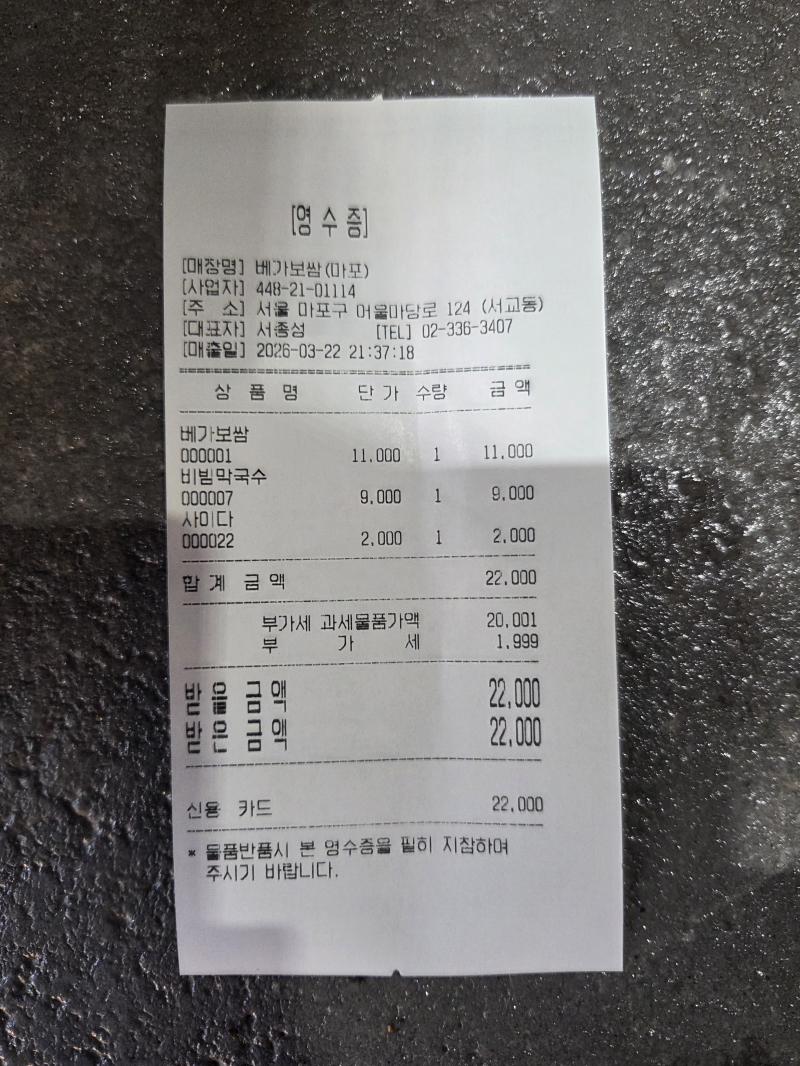 [영수증]
[매장명] 베가보쌈(마포)
[사업자] 448-21-01114
[주 소] 서울 마포구 어울마당로 124 (서교동)
[대표자] 서종성 [TEL] 02-336-3407
[매출일] 2026-03-22 21:37:18
상 품 명 단 가 수량 금 액
베가보쌈
000001 11,000 1 11,000
비빔막국수
000007 9,000 1 9,000
사이다
000022 2,000 1 2,000
합 계 금 액 22,000
부가세 과세물품가액 20,001
부 가 세 1,999
받 을 금 액 22,000
받 은 금 액 22,000
신용 카드 22,000
* 물품반품시 본 영수증을 필히 지참하여
주시기 바랍니다.